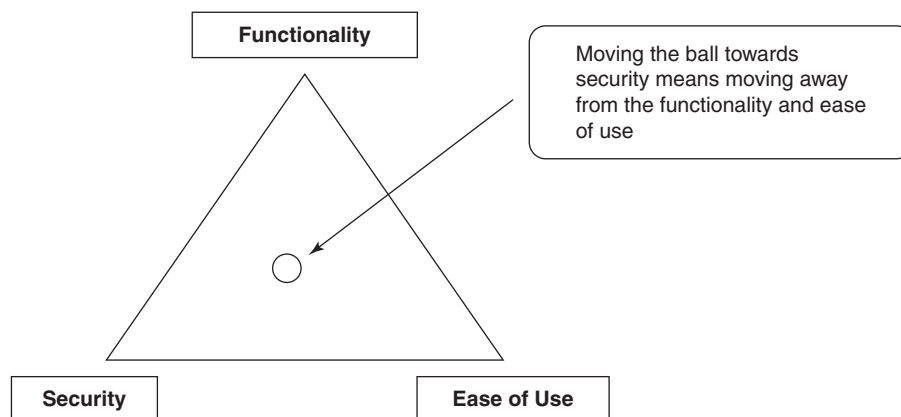 Functionality
Moving the ball towards
security means moving away
from the functionality and ease
of use
Security
Ease of Use